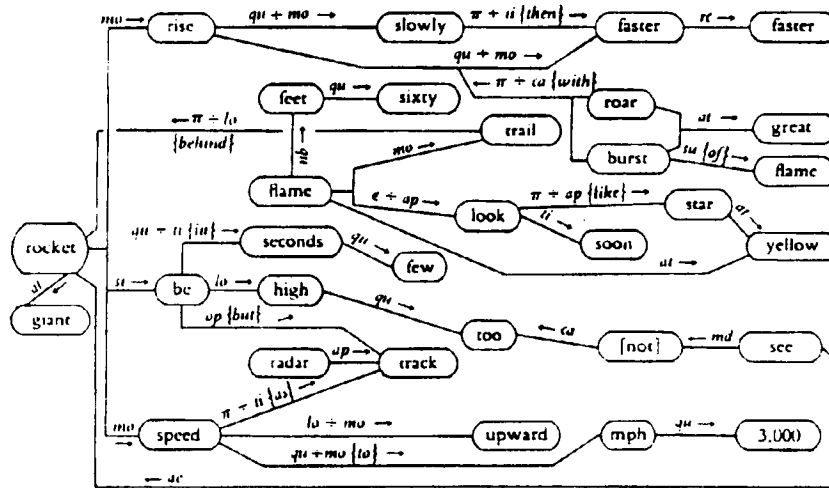 mo → rise qu + mo → slowly π + ti {then} → faster re → faster
qu + mo →
← π + ca {with}
feet qu → sixty roar at → great
← π + lo {behind} trail burst su {of} → flame
nb → mo →
flame e + ap → look π + ap {like} → star at →
ti → soon yellow
at →
rocket qu + ti {in} → seconds qu → few
at → giant
st → be lo → high qu → too ← ca [not] ← md see
op {but} →
radar ap → track
π + ti {as} →
mo → speed lo + mo → upward mph qu → 3,000
qu+mo {to} →
← ac